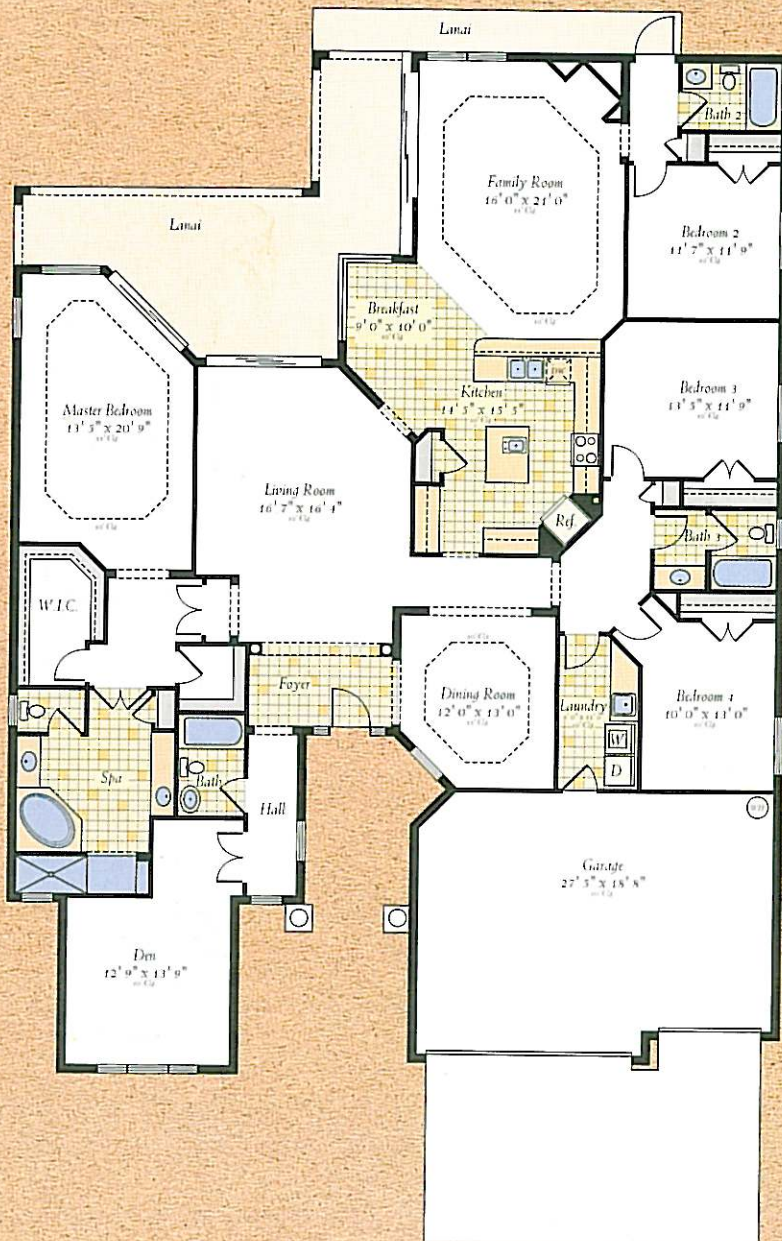 Lanai
Bath 2
Family Room
16' 0" x 21' 0"
Bedroom 2
11' 7" x 11' 9"
Lanai
Breakfast
9' 0" x 10' 0"
DW
Kitchen
14' 5" x 15' 5"
Bedroom 3
13' 5" x 11' 9"
Master Bedroom
13' 5" x 20' 9"
Living Room
16' 7" x 16' 4"
Ref.
Bath 3
W.I.C.
Foyer
Dining Room
12' 0" x 13' 0"
Laundry
Bedroom 4
10' 0" x 13' 0"
W
D
Spa
Bath
Hall
Garage
27' 5" x 18' 8"
Den
12' 9" x 13' 9"